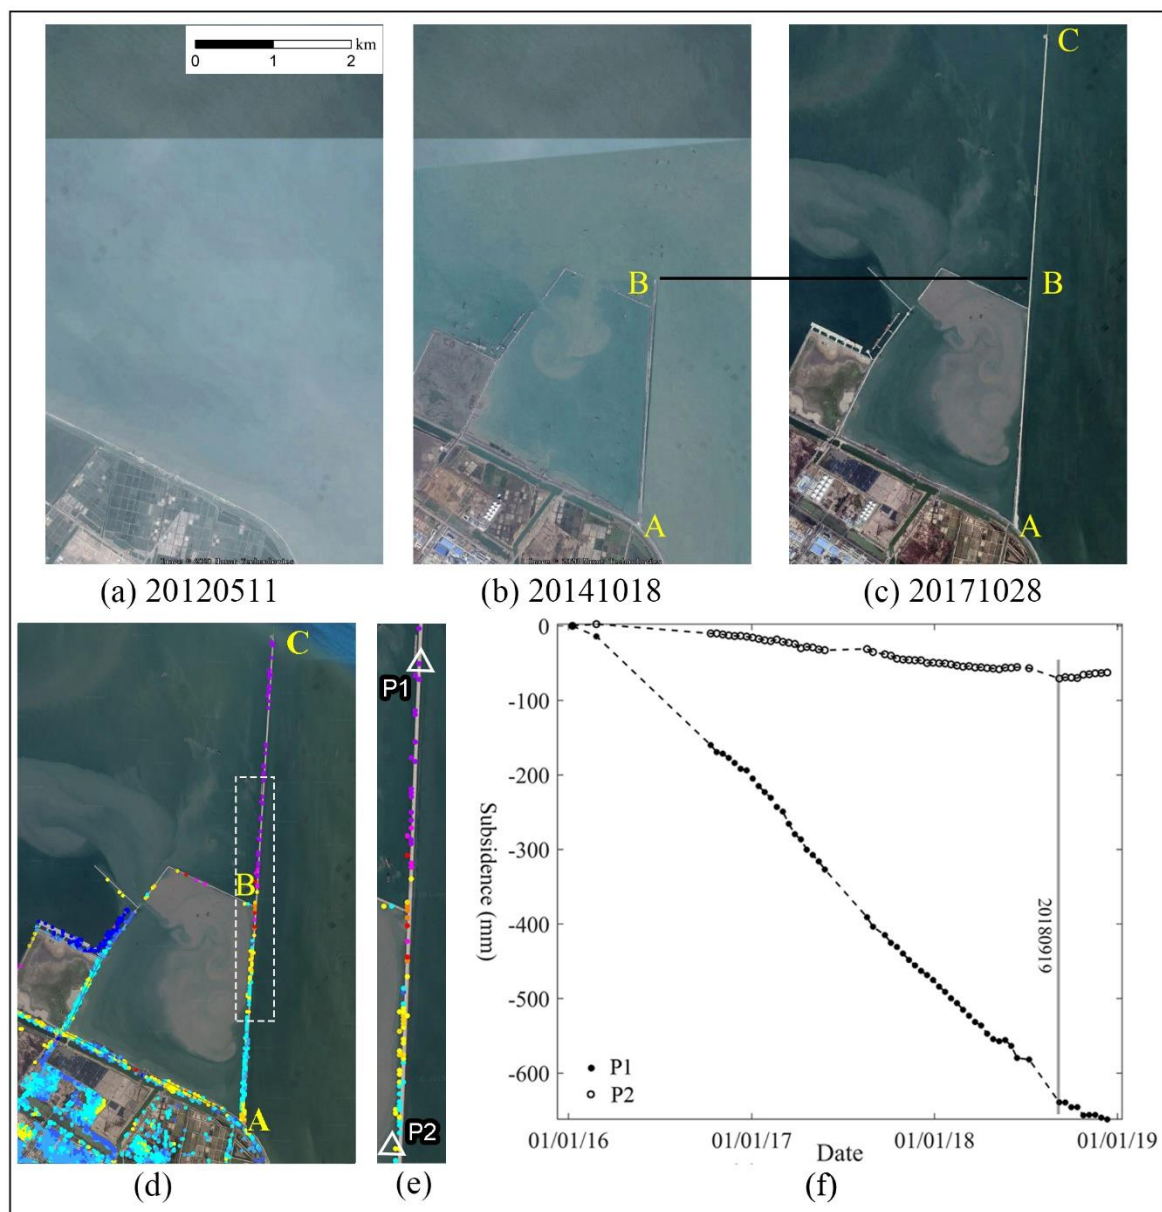 km
0 1 2
C
B
B
A
A
(a) 20120511
(b) 20141018
(c) 20171028
C
B
A
P1
P2
(d)
(e)
0
-100
-200
-300
-400
-500
-600
Subsidence (mm)
20180919
P1
P2
01/01/16
01/01/17
01/01/18
01/01/19
Date
(f)